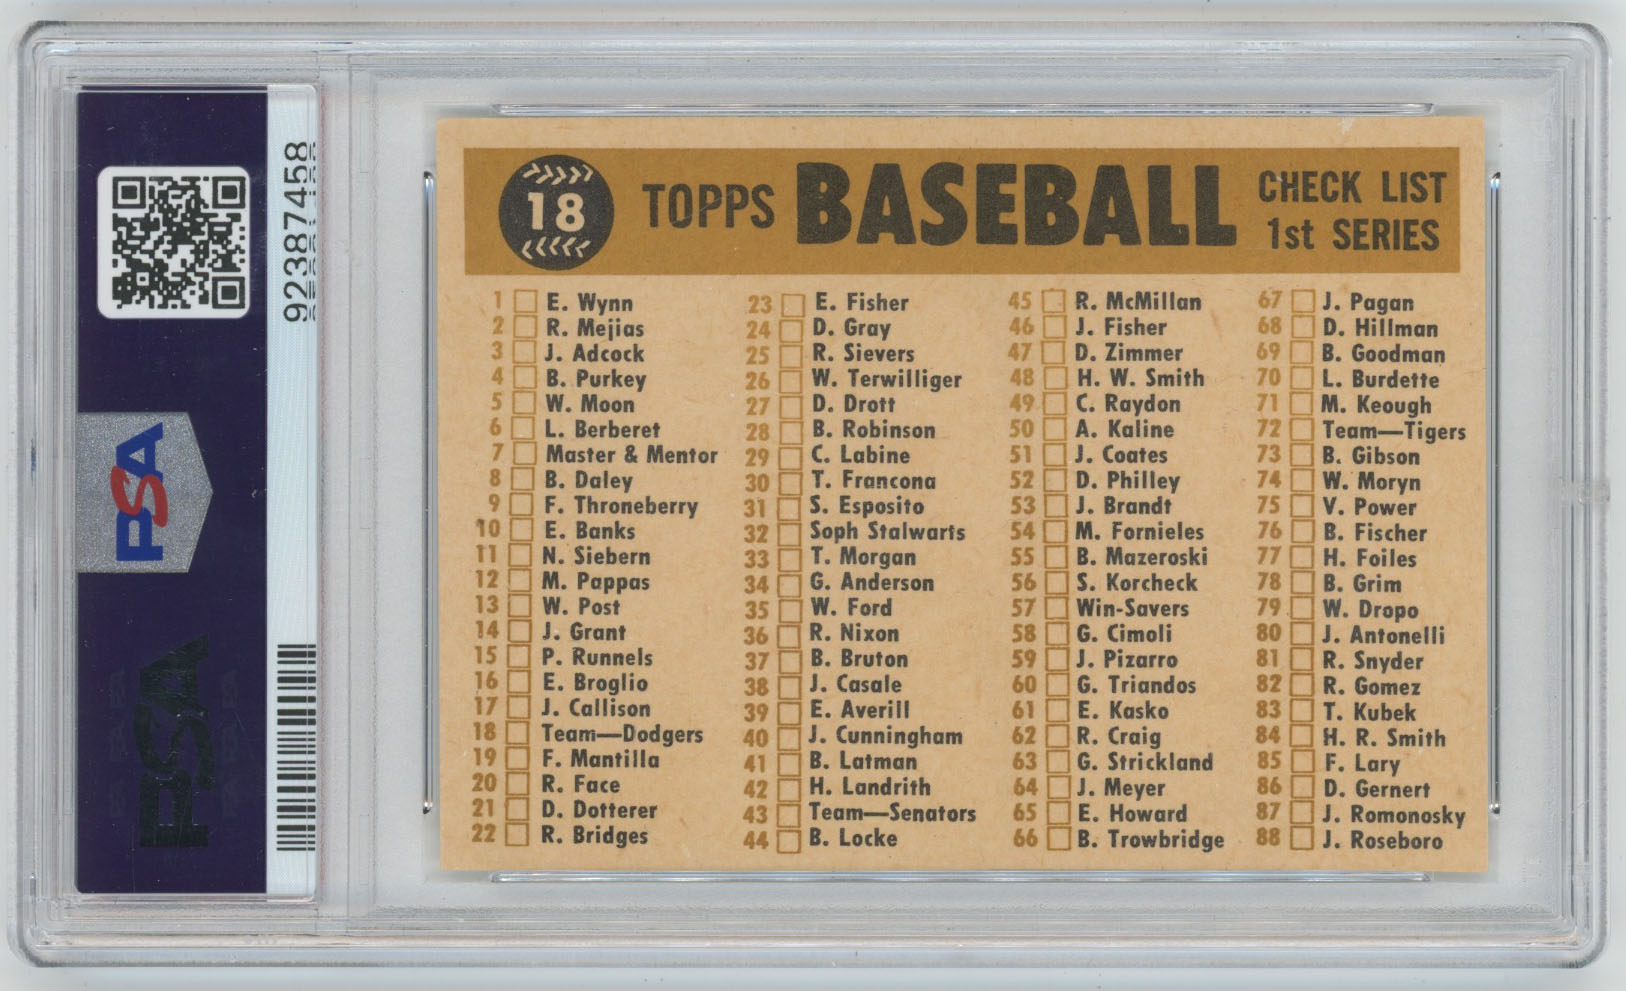 92387458
PSA
PSA
18
TOPPS BASEBALL CHECK LIST
1st SERIES
1 E. Wynn
2 R. Mejias
3 J. Adcock
4 B. Purkey
5 W. Moon
6 L. Berberet
7 Master & Mentor
8 B. Daley
9 F. Throneberry
10 E. Banks
11 N. Siebern
12 M. Pappas
13 W. Post
14 J. Grant
15 P. Runnels
16 E. Broglio
17 J. Callison
18 Team—Dodgers
19 F. Mantilla
20 R. Face
21 D. Dotterer
22 R. Bridges
23 E. Fisher
24 D. Gray
25 R. Sievers
26 W. Terwilliger
27 D. Drott
28 B. Robinson
29 C. Labine
30 T. Francona
31 S. Esposito
32 Soph Stalwarts
33 T. Morgan
34 G. Anderson
35 W. Ford
36 R. Nixon
37 B. Bruton
38 J. Casale
39 E. Averill
40 J. Cunningham
41 B. Latman
42 H. Landrith
43 Team—Senators
44 B. Locke
45 R. McMillan
46 J. Fisher
47 D. Zimmer
48 H. W. Smith
49 C. Raydon
50 A. Kaline
51 J. Coates
52 D. Philley
53 J. Brandt
54 M. Fornieles
55 B. Mazeroski
56 S. Korcheck
57 Win-Savers
58 G. Cimoli
59 J. Pizarro
60 G. Triandos
61 E. Kasko
62 R. Craig
63 G. Strickland
64 J. Meyer
65 E. Howard
66 B. Trowbridge
67 J. Pagan
68 D. Hillman
69 B. Goodman
70 L. Burdette
71 M. Keough
72 Team—Tigers
73 B. Gibson
74 W. Moryn
75 V. Power
76 B. Fischer
77 H. Foiles
78 B. Grim
79 W. Dropo
80 J. Antonelli
81 R. Snyder
82 R. Gomez
83 T. Kubek
84 H. R. Smith
85 F. Lary
86 D. Gernert
87 J. Romonosky
88 J. Roseboro